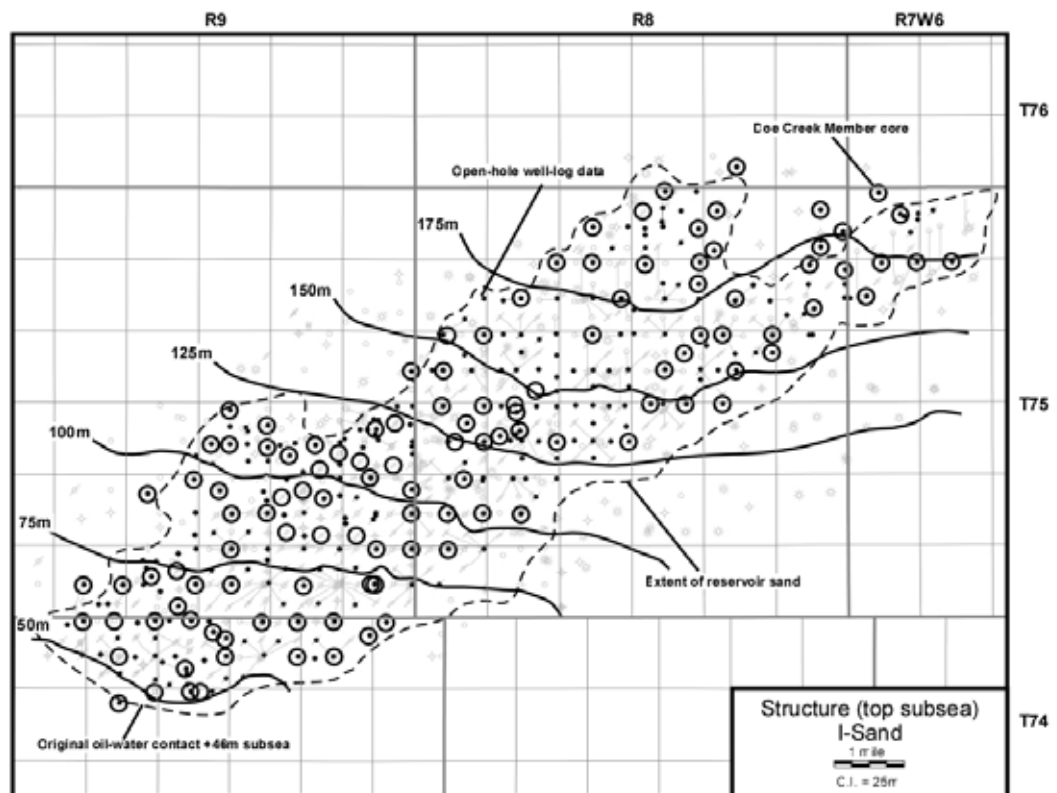 R9
R8
R7W6
T76
Doe Creek Member core
Open-hole well-log data
175m
150m
125m
T75
100m
75m
Extent of reservoir sand
50m
Structure (top subsea)
I-Sand
1 mile
C.I. = 25m
T74
Original oil-water contact +46m subsea